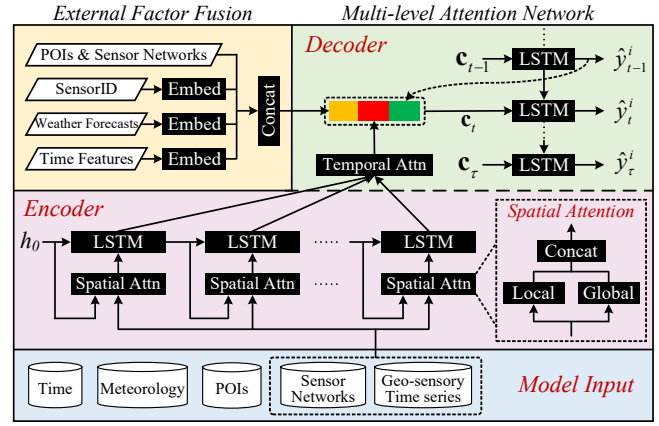 External Factor Fusion
Multi-level Attention Network
POIs & Sensor Networks
SensorID
Embed
Weather Forecasts
Embed
Time Features
Embed
Concat
Decoder
c_{t-1}
LSTM
ŷ^i_{t-1}
c_t
LSTM
ŷ^i_t
c_τ
LSTM
ŷ^i_τ
Temporal Attn
Encoder
h_0
LSTM
LSTM
LSTM
Spatial Attn
Spatial Attn
Spatial Attn
Spatial Attention
Concat
Local
Global
Time
Meteorology
POIs
Sensor
Networks
Geo-sensory
Time series
Model Input